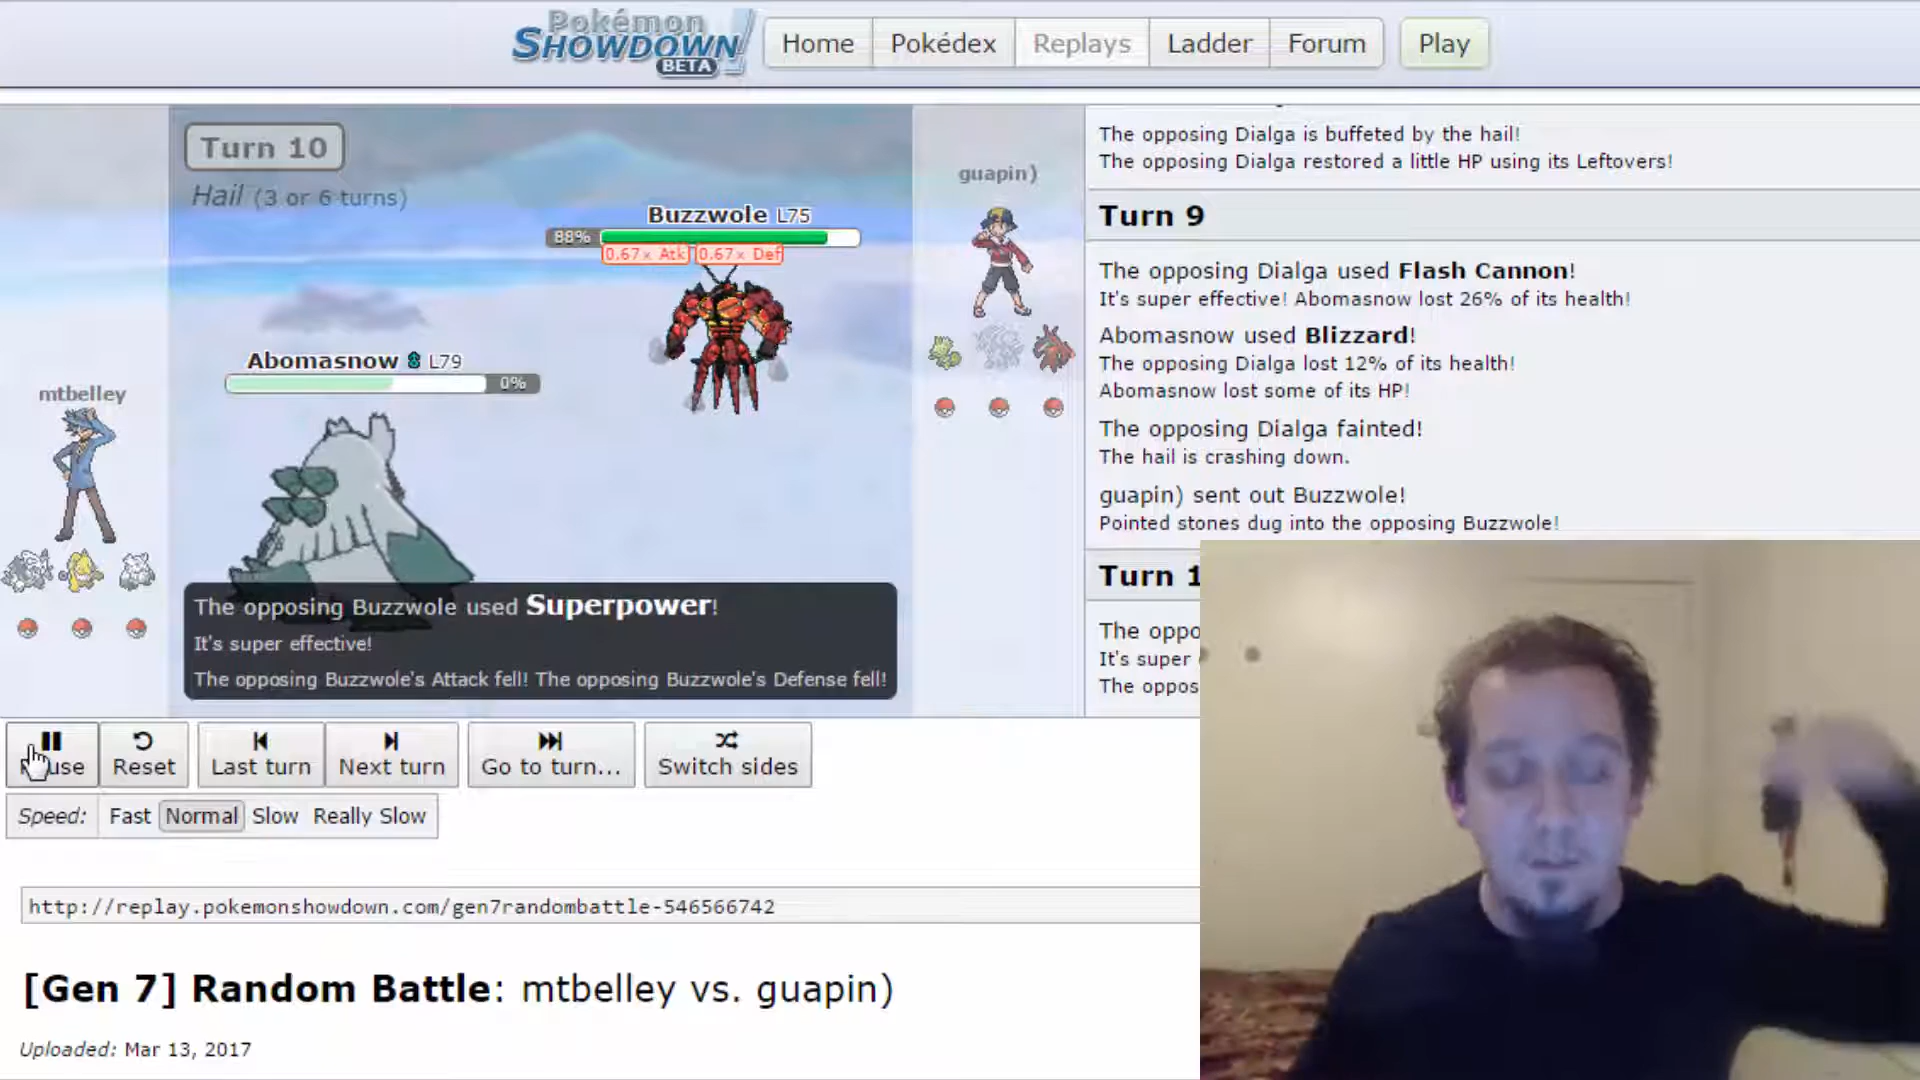 Pokémon
SHOWDOWN!
BETA
Home
Pokédex
Replays
Ladder
Forum
Play
Turn 10
Hail (3 or 6 turns)
Buzzwole L75
88%
0.67× Atk 0.67× Def
Abomasnow L79
0%
mtbelley
guapin)
The opposing Buzzwole used Superpower!
It's super effective!
The opposing Buzzwole's Attack fell! The opposing Buzzwole's Defense fell!
The opposing Dialga is buffeted by the hail!
The opposing Dialga restored a little HP using its Leftovers!
Turn 9
The opposing Dialga used Flash Cannon!
It's super effective! Abomasnow lost 26% of its health!
Abomasnow used Blizzard!
The opposing Dialga lost 12% of its health!
Abomasnow lost some of its HP!
The opposing Dialga fainted!
The hail is crashing down.
guapin) sent out Buzzwole!
Pointed stones dug into the opposing Buzzwole!
Turn 1
The oppo
It's super
The oppos
use
Reset
Last turn
Next turn
Go to turn...
Switch sides
Speed: Fast Normal Slow Really Slow
http://replay.pokemonshowdown.com/gen7randombattle-546566742
[Gen 7] Random Battle: mtbelley vs. guapin)
Uploaded: Mar 13, 2017